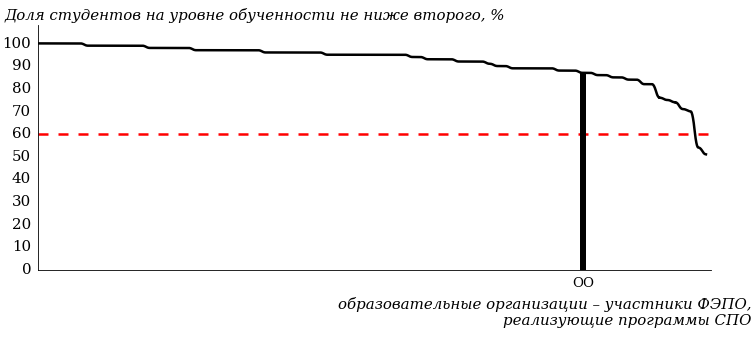 Доля студентов на уровне обученности не ниже второго, %
100
90
80
70
60
50
40
30
20
10
0
ОО
образовательные организации – участники ФЭПО,
реализующие программы СПО